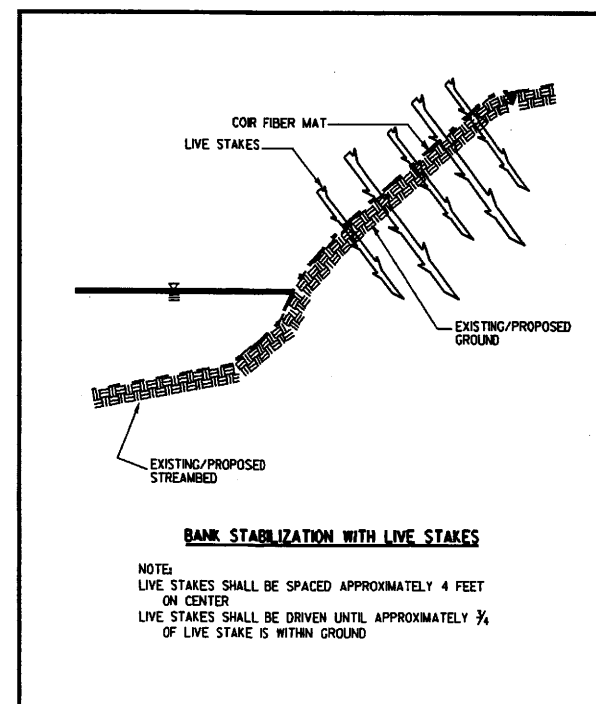 COIR FIBER MAT
LIVE STAKES
EXISTING/PROPOSED
GROUND
EXISTING/PROPOSED
STREAMBED
BANK STABILIZATION WITH LIVE STAKES
NOTE:
LIVE STAKES SHALL BE SPACED APPROXIMATELY 4 FEET
ON CENTER
LIVE STAKES SHALL BE DRIVEN UNTIL APPROXIMATELY 3/4
OF LIVE STAKE IS WITHIN GROUND